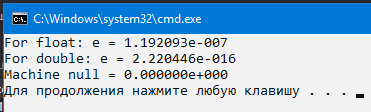 C:\Windows\system32\cmd.exe
For float: e = 1.192093e-007
For double: e = 2.220446e-016
Machine null = 0.000000e+000
Для продолжения нажмите любую клавишу . . .